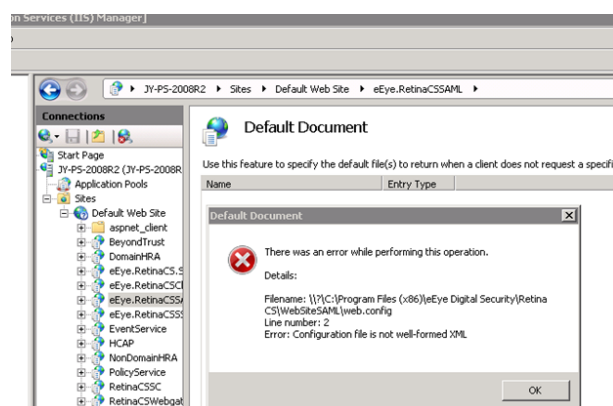 on Services (IIS) Manager]
JY-PS-2008R2 Sites Default Web Site eEye.RetinaCSSAML
Connections
Start Page
JY-PS-2008R2 (JY-PS-2008R
Application Pools
Sites
Default Web Site
aspnet_client
BeyondTrust
DomainHRA
eEye.RetinaCS.S
eEye.RetinaCSCl
eEye.RetinaCSSA
eEye.RetinaCSSS
EventService
HCAP
NonDomainHRA
PolicyService
RetinaCSSC
RetinaCSWebgat
Default Document
Use this feature to specify the default file(s) to return when a client does not request a specifi
Name Entry Type
Default Document
There was an error while performing this operation.
Details:
Filename: \\?\C:\Program Files (x86)\eEye Digital Security\Retina
CS\WebSiteSAML\web.config
Line number: 2
Error: Configuration file is not well-formed XML
OK